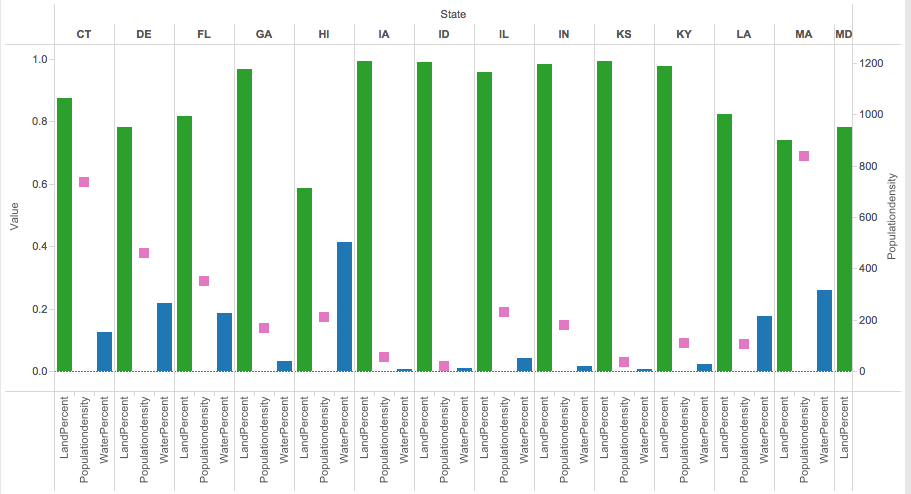 State
CT DE FL GA HI IA ID IL IN KS KY LA MA MD
1.0
0.8
0.6
0.4
0.2
0.0
Value
1200
1000
800
600
400
200
0
Populationdensity
LandPercent Populationdensity WaterPercent LandPercent Populationdensity WaterPercent LandPercent Populationdensity WaterPercent LandPercent Populationdensity WaterPercent LandPercent Populationdensity WaterPercent LandPercent Populationdensity WaterPercent LandPercent Populationdensity WaterPercent LandPercent Populationdensity WaterPercent LandPercent Populationdensity WaterPercent LandPercent Populationdensity WaterPercent LandPercent Populationdensity WaterPercent LandPercent Populationdensity WaterPercent LandPercent Populationdensity WaterPercent LandPercent